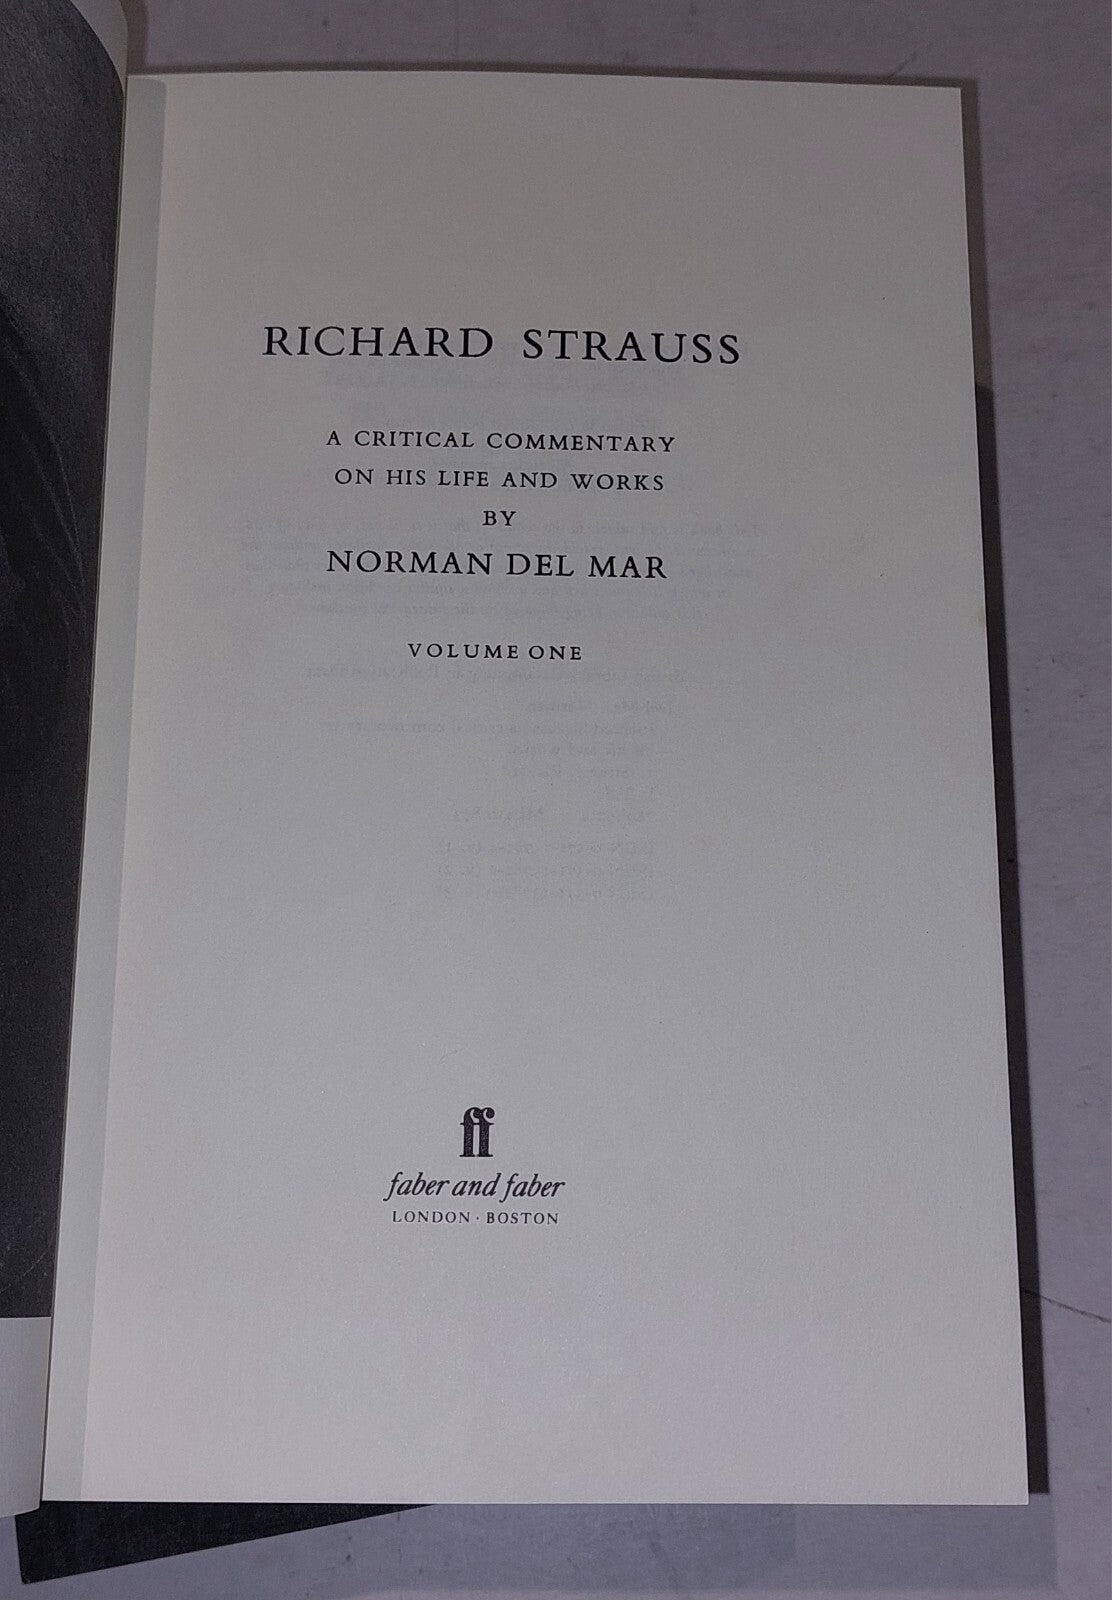 RICHARD STRAUSS
A CRITICAL COMMENTARY
ON HIS LIFE AND WORKS
BY
NORMAN DEL MAR
VOLUME ONE
ff
faber and faber
LONDON · BOSTON